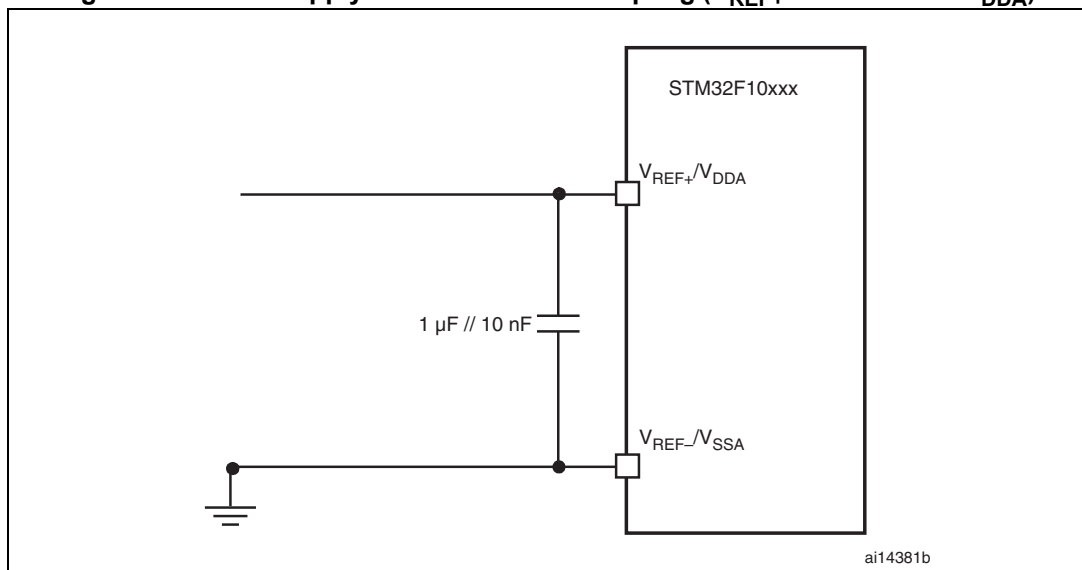 STM32F10xxx
VREF+/VDDA
1 µF // 10 nF
VREF–/VSSA
ai14381b